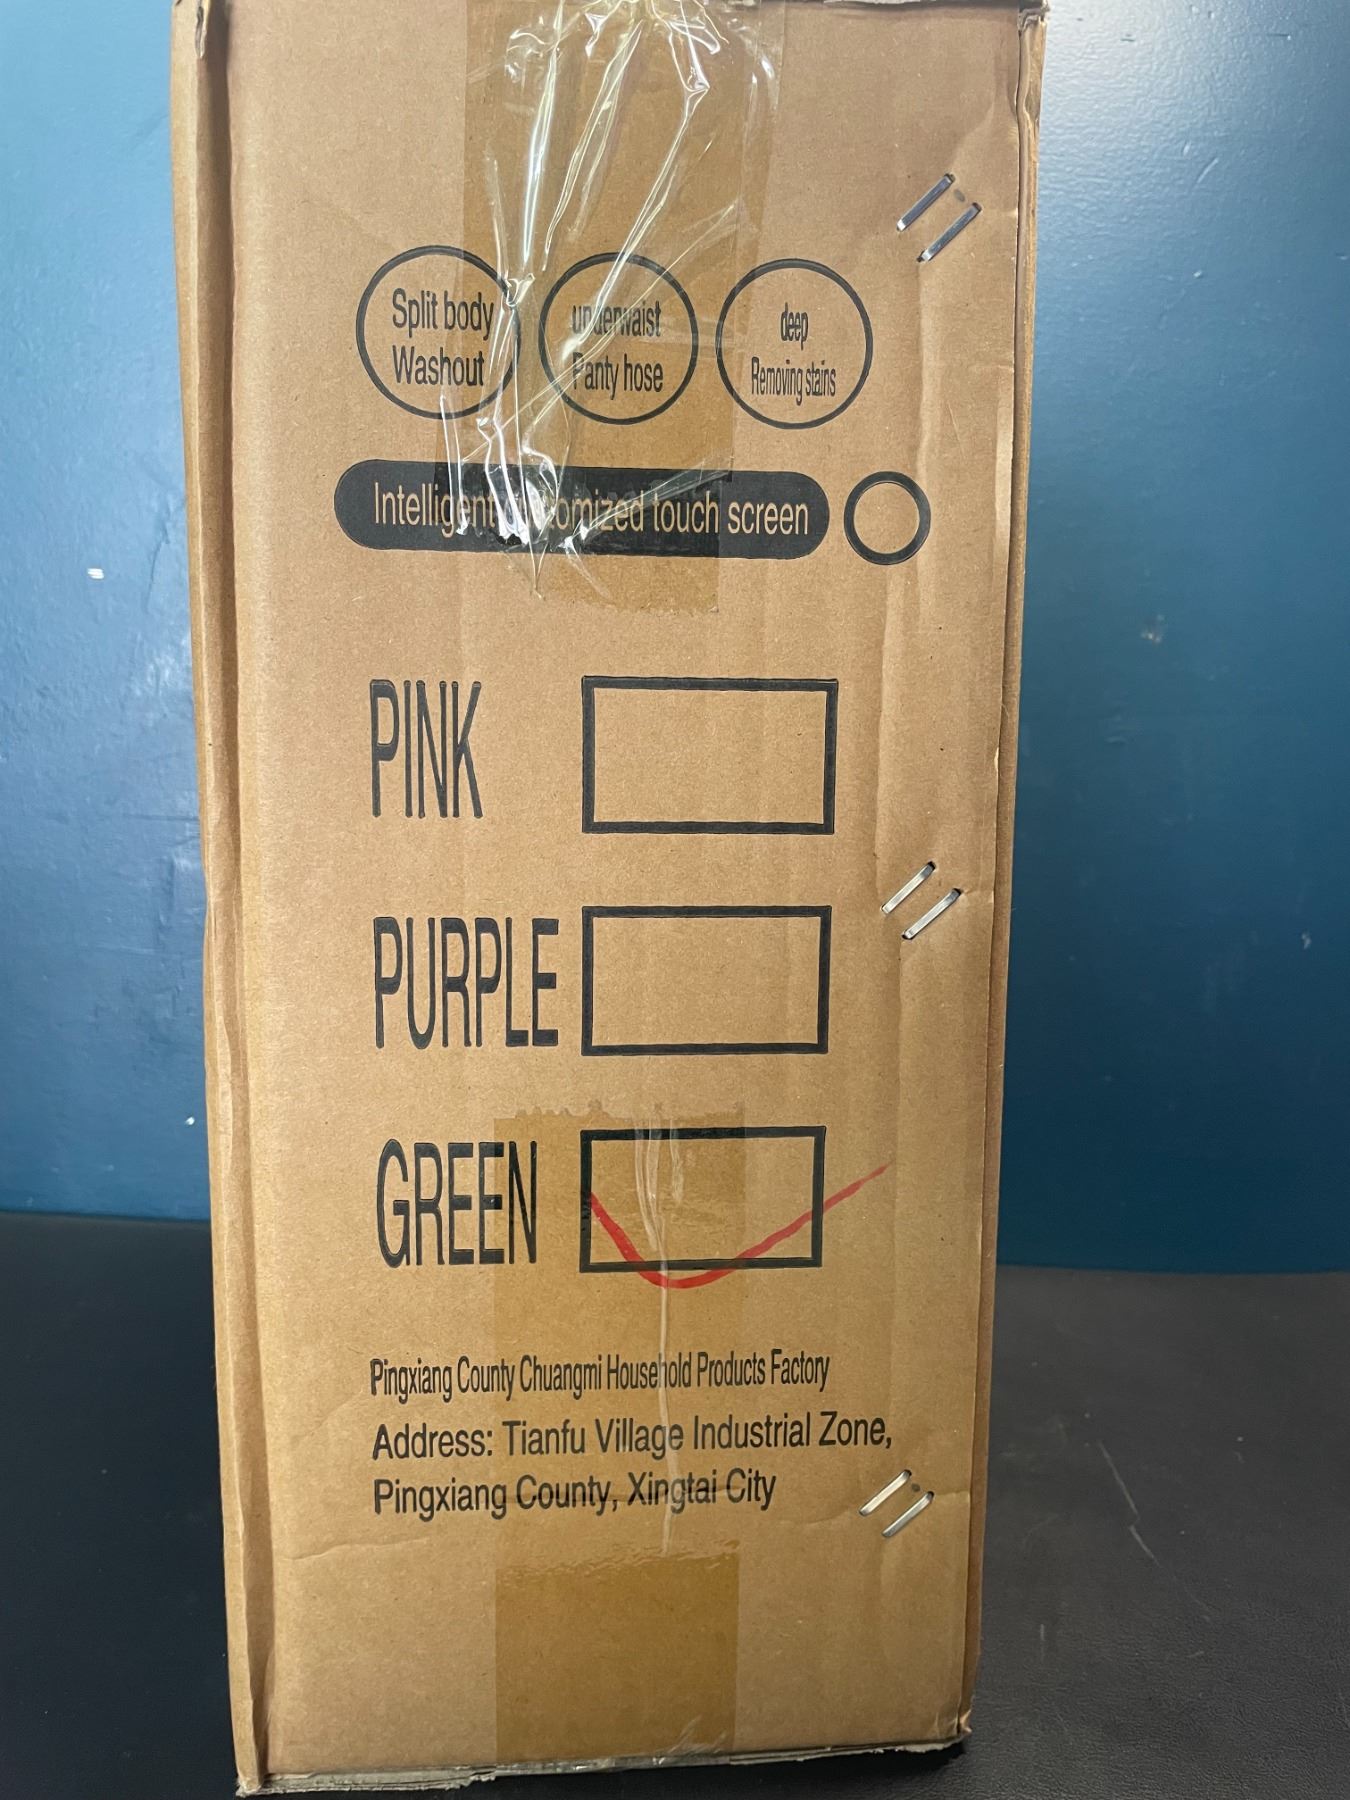 Split body
Washout
underwaist
Panty hose
deep
Removing stains
Intelligent customized touch screen
PINK
PURPLE
GREEN
Pingxiang County Chuangmi Household Products Factory
Address: Tianfu Village Industrial Zone,
Pingxiang County, Xingtai City